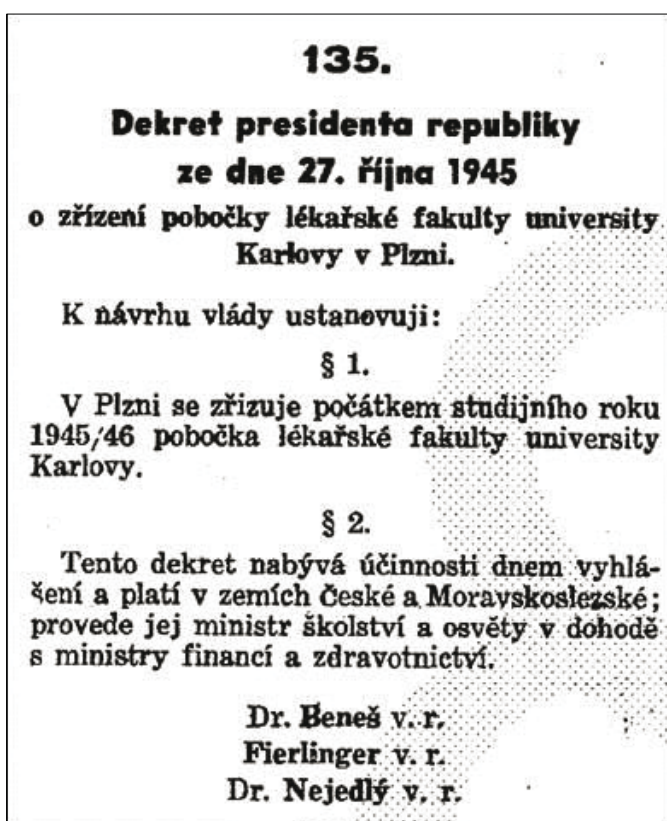 135.
Dekret presidenta republiky
ze dne 27. října 1945
o zřízení pobočky lékařské fakulty university
Karlovy v Plzni.
K návrhu vlády ustanovuji:
§ 1.
V Plzni se zřizuje počátkem studijního roku
1945/46 pobočka lékařské fakulty university
Karlovy.
§ 2.
Tento dekret nabývá účinnosti dnem vyhlá-
šení a platí v zemích České a Moravskoslezské;
provede jej ministr školství a osvěty v dohodě
s ministry financí a zdravotnictví.
Dr. Beneš v. r.
Fierlinger v. r.
Dr. Nejedlý v. r.